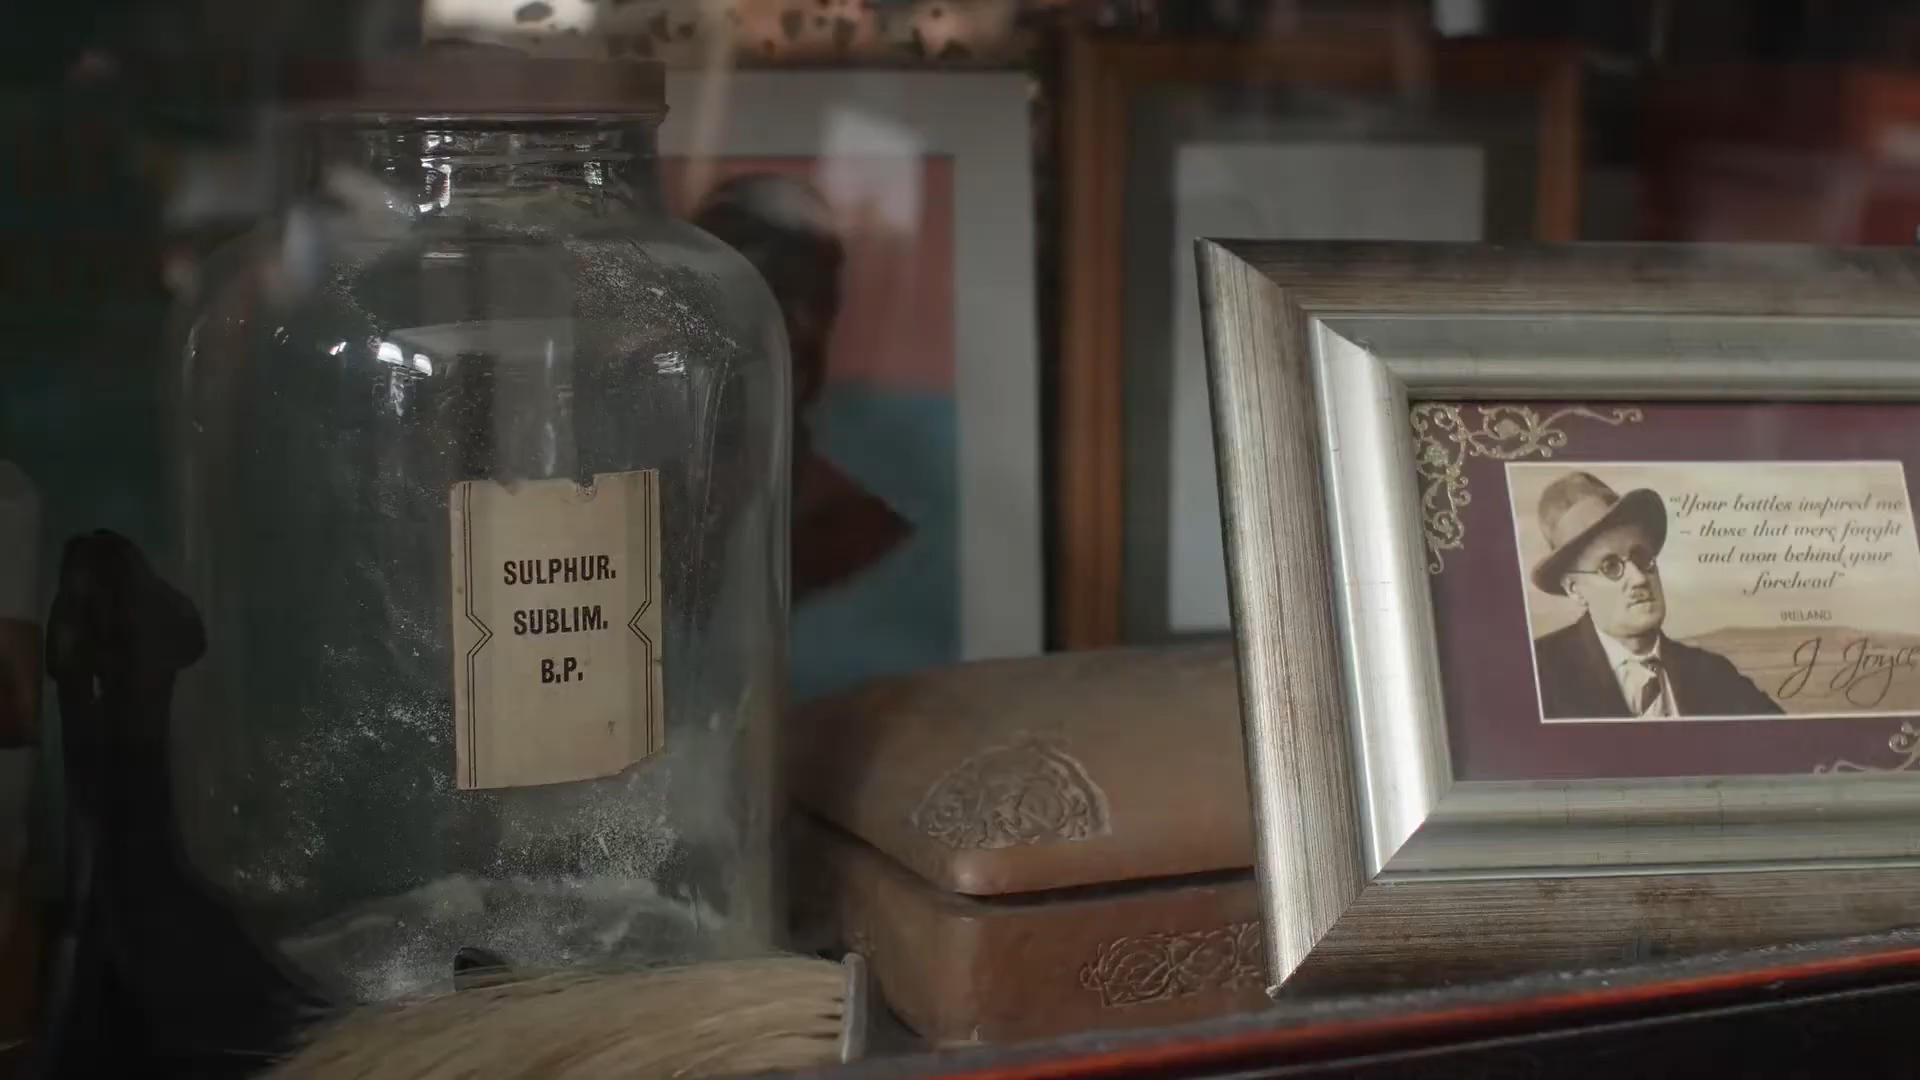 SULPHUR.
SUBLIM.
B.P.
"Your battles inspired me
– those that were fought
and won behind your
forehead"
IRELAND
J Joyce